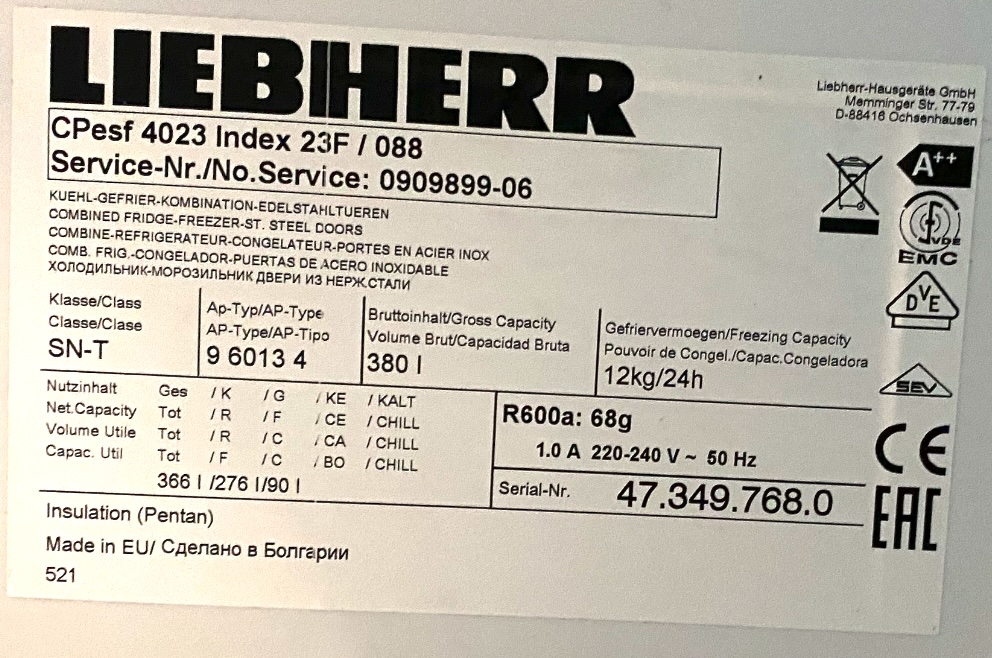 LIEBHERR
Liebherr-Hausgeräte GmbH
Memminger Str. 77-79
D-88416 Ochsenhausen
CPesf 4023 Index 23F / 088
Service-Nr./No.Service: 0909899-06
A++
KUEHL-GEFRIER-KOMBINATION-EDELSTAHLTUEREN
COMBINED FRIDGE-FREEZER-ST. STEEL DOORS
COMBINE-REFRIGERATEUR-CONGELATEUR-PORTES EN ACIER INOX
COMB. FRIG.-CONGELADOR-PUERTAS DE ACERO INOXIDABLE
ХОЛОДИЛЬНИК-МОРОЗИЛЬНИК ДВЕРИ ИЗ НЕРЖ.СТАЛИ
VDE
EMC
DVE
Klasse/Class
Classe/Clase
SN-T
Ap-Typ/AP-Type
AP-Type/AP-Tipo
9 6013 4
Bruttoinhalt/Gross Capacity
Volume Brut/Capacidad Bruta
380 l
Gefriervermoegen/Freezing Capacity
Pouvoir de Congel./Capac.Congeladora
12kg/24h
SEV
Nutzinhalt Ges / K / G / KE / KALT
Net.Capacity Tot / R / F / CE / CHILL
Volume Utile Tot / R / C / CA / CHILL
Capac. Util Tot / F / C / BO / CHILL
366 l /276 l/90 l
R600a: 68g
1.0 A 220-240 V ~ 50 Hz
Serial-Nr. 47.349.768.0
CE
EAC
Insulation (Pentan)
Made in EU/ Сделано в Болгарии
521